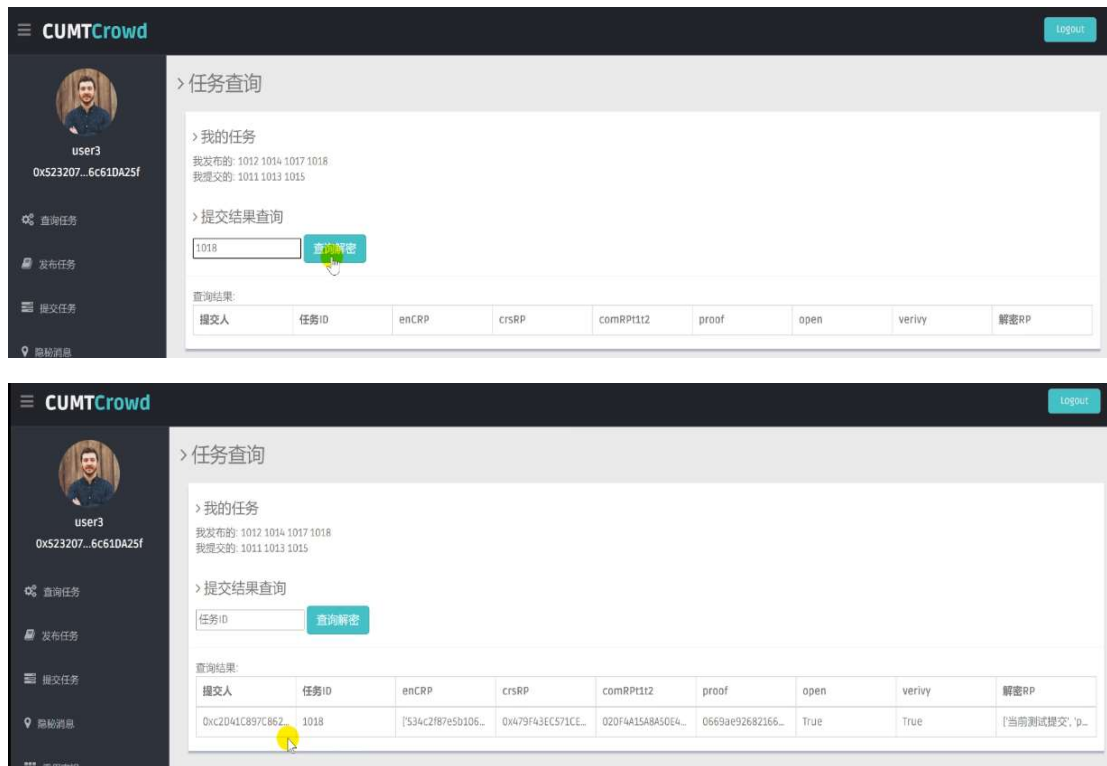 CUMTCrowd
Logout
user3
0x523207...6c61DA25f
查询任务
发布任务
提交任务
隐秘消息
>任务查询
>我的任务
我发布的: 1012 1014 1017 1018
我提交的: 1011 1013 1015
>提交结果查询
1018 查询解密
查询结果:
提交人 任务ID enCRP crsRP comRPt1t2 proof open verivy 解密RP
CUMTCrowd
Logout
user3
0x523207...6c61DA25f
查询任务
发布任务
提交任务
隐秘消息
>任务查询
>我的任务
我发布的: 1012 1014 1017 1018
我提交的: 1011 1013 1015
>提交结果查询
任务ID 查询解密
查询结果:
提交人 任务ID enCRP crsRP comRPt1t2 proof open verivy 解密RP
0xc2D41C897C862... 1018 ['534c2f87e5b106... 0x479F43EC571CE... 020F4A15A8A50E4... 0669ae92682166... True True ['当前测试提交', 'p...